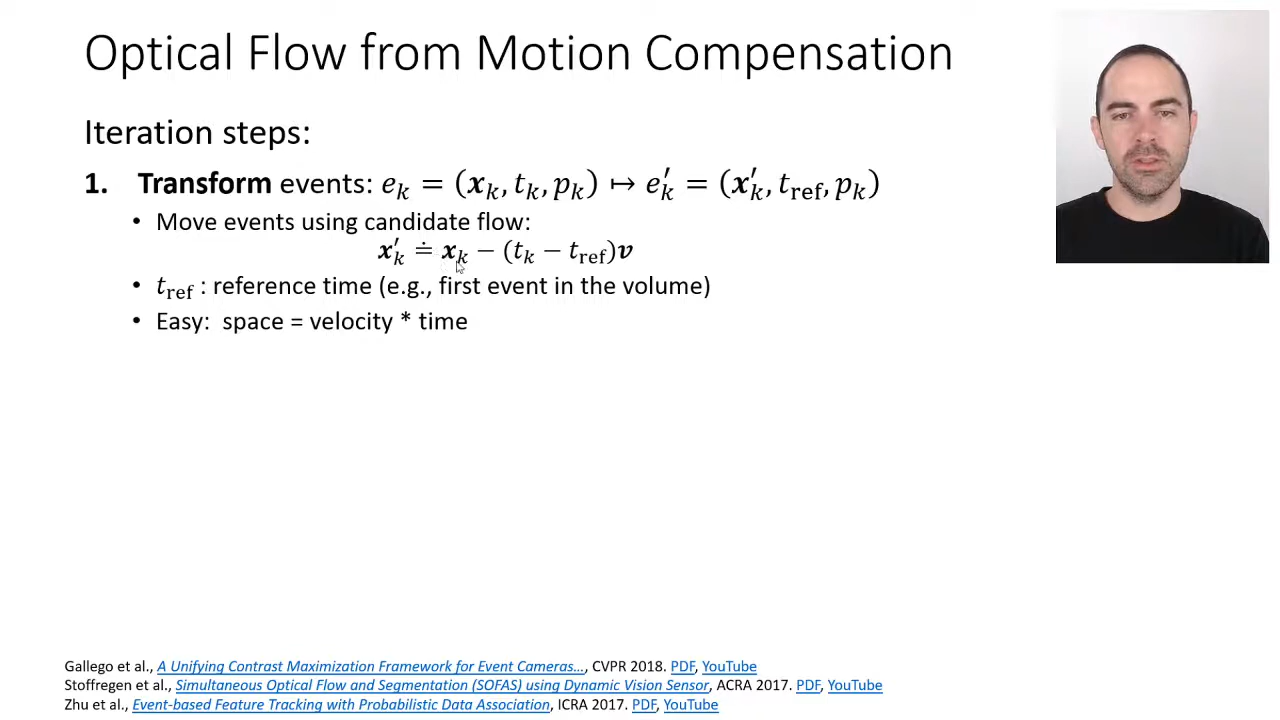 Optical Flow from Motion Compensation
Iteration steps:
1. Transform events: e_k = (x_k, t_k, p_k) ↦ e′_k = (x′_k, t_ref, p_k)
• Move events using candidate flow:
x′_k ≐ x_k − (t_k − t_ref)v
• t_ref : reference time (e.g., first event in the volume)
• Easy: space = velocity * time
Gallego et al., A Unifying Contrast Maximization Framework for Event Cameras..., CVPR 2018. PDF, YouTube
Stoffregen et al., Simultaneous Optical Flow and Segmentation (SOFAS) using Dynamic Vision Sensor, ACRA 2017. PDF, YouTube
Zhu et al., Event-based Feature Tracking with Probabilistic Data Association, ICRA 2017. PDF, YouTube